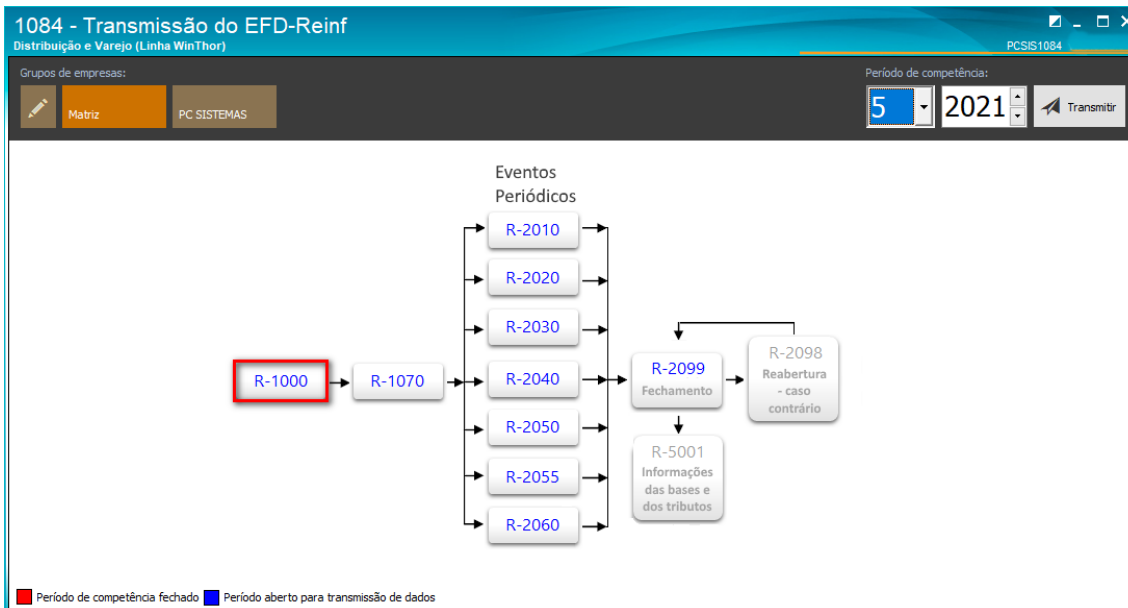 1084 - Transmissão do EFD-Reinf
Distribuição e Varejo (Linha WinThor)
PCSIS1084
Grupos de empresas:
Período de competência:
Matriz
PC SISTEMAS
5
2021
Transmitir
Eventos
Periódicos
R-2010
R-2020
R-2030
R-1000
R-1070
R-2040
R-2050
R-2055
R-2060
R-2099
Fechamento
R-2098
Reabertura
- caso
contrário
R-5001
Informações
das bases e
dos tributos
Período de competência fechado
Período aberto para transmissão de dados